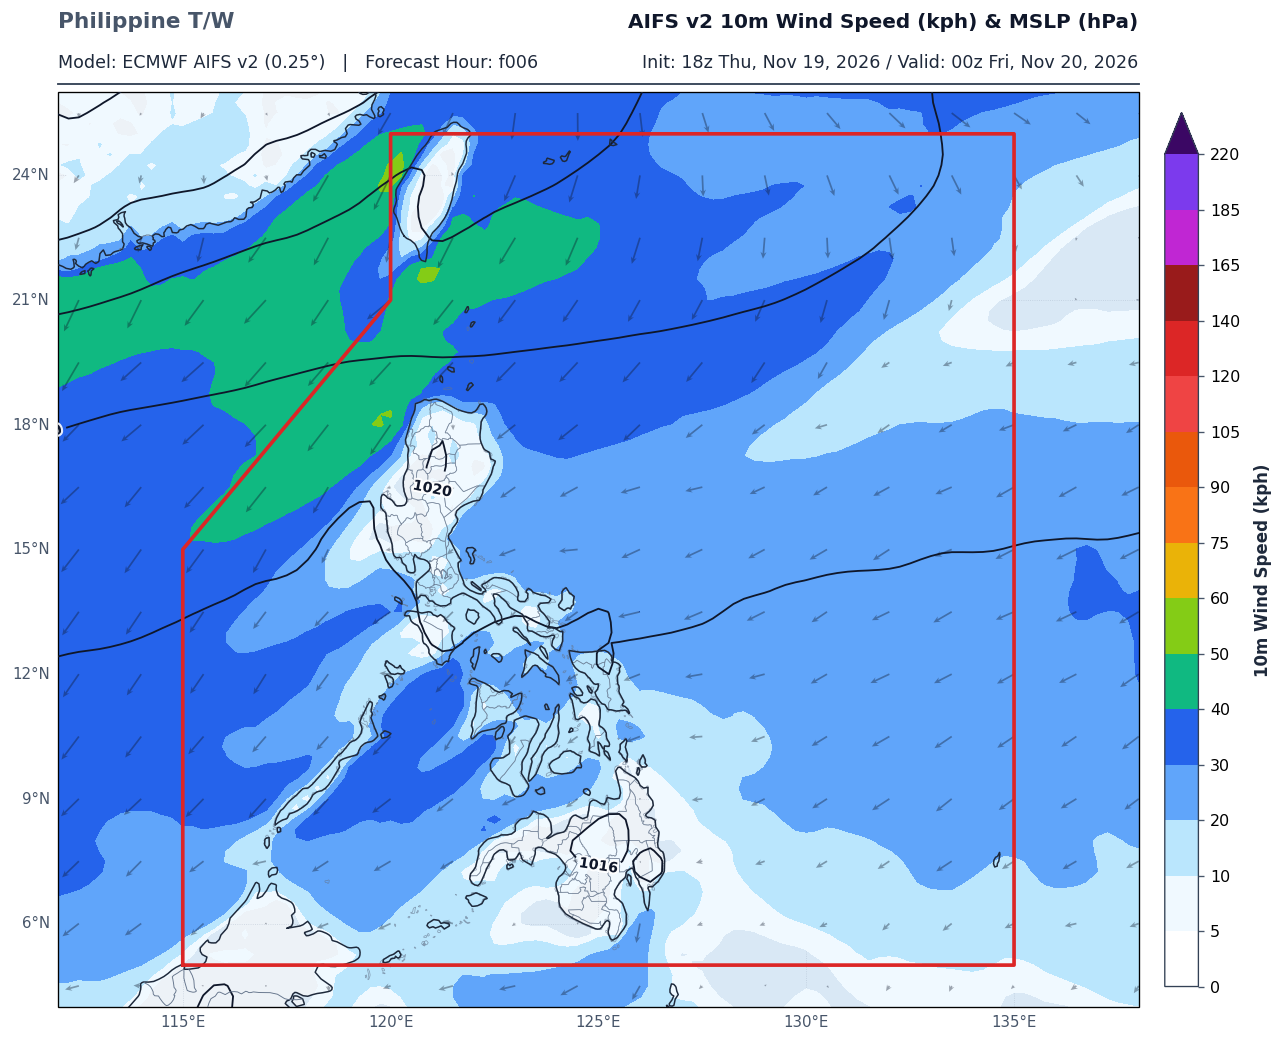 Philippine T/W
AIFS v2 10m Wind Speed (kph) & MSLP (hPa)
Model: ECMWF AIFS v2 (0.25°) | Forecast Hour: f006
Init: 18z Thu, Nov 19, 2026 / Valid: 00z Fri, Nov 20, 2026
24°N
21°N
18°N
15°N
12°N
9°N
6°N
115°E
120°E
125°E
130°E
135°E
1020
1016
220
185
165
140
120
105
90
75
60
50
40
30
20
10
5
0
10m Wind Speed (kph)